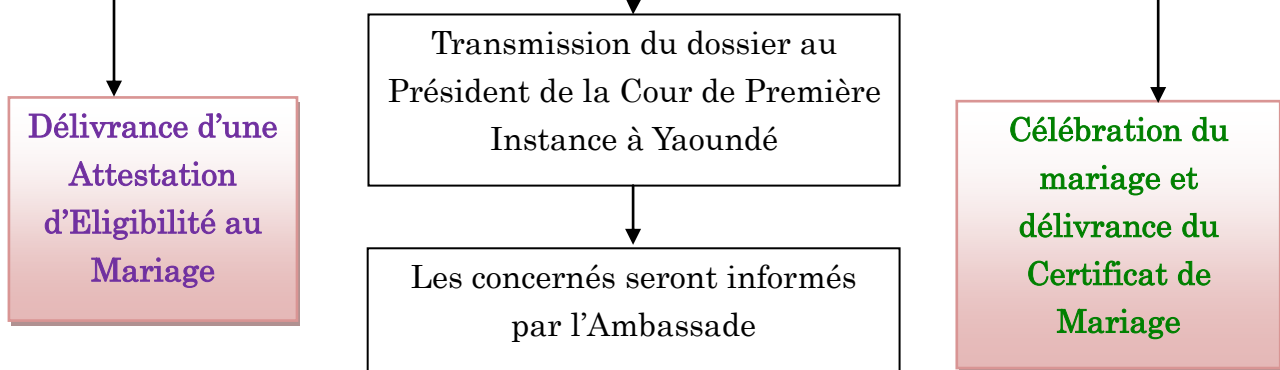 Délivrance d’une
Attestation
d’Eligibilité au
Mariage
Transmission du dossier au
Président de la Cour de Première
Instance à Yaoundé
Les concernés seront informés
par l’Ambassade
Célébration du
mariage et
délivrance du
Certificat de
Mariage